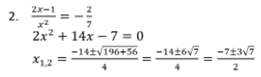 2. (2x−1)/x² = −2/7
2x² + 14x − 7 = 0
x₁,₂ = (−14±√196+56)/4 = (−14±6√7)/4 = (−7±3√7)/2